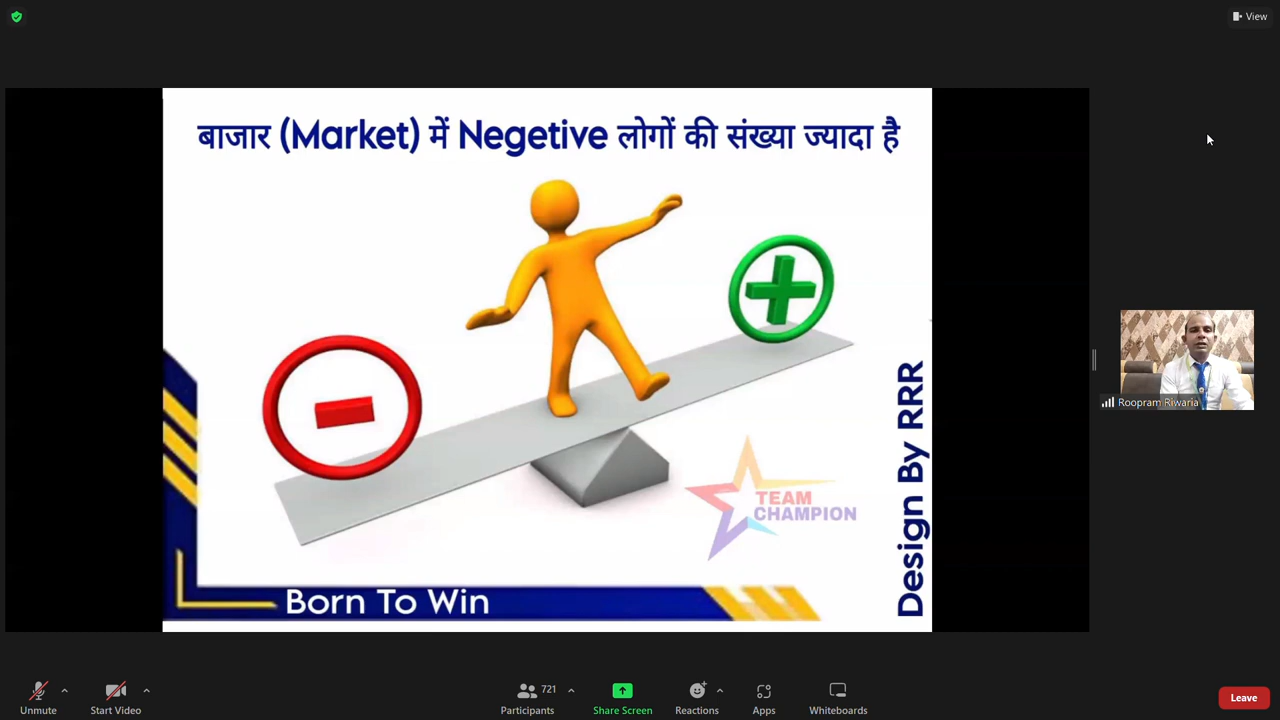 View
बाजार (Market) में Negetive लोगों की संख्या ज्यादा है
TEAM
CHAMPION
Design By RRR
Born To Win
Roopram Riwaria
Unmute
Start Video
721
Participants
Share Screen
Reactions
Apps
Whiteboards
Leave